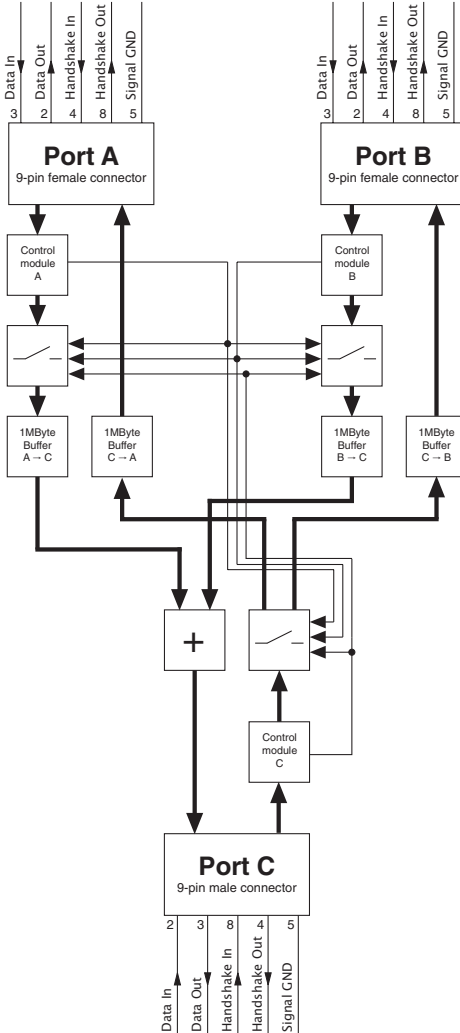 Data In
Data Out
Handshake In
Handshake Out
Signal GND
3
2
4
8
5
Port A
9-pin female connector
Data In
Data Out
Handshake In
Handshake Out
Signal GND
3
2
4
8
5
Port B
9-pin female connector
Control
module
A
Control
module
B
1MByte
Buffer
A → C
1MByte
Buffer
C → A
1MByte
Buffer
B → C
1MByte
Buffer
C → B
+
Control
module
C
Port C
9-pin male connector
2
3
8
4
5
Data In
Data Out
Handshake In
Handshake Out
Signal GND